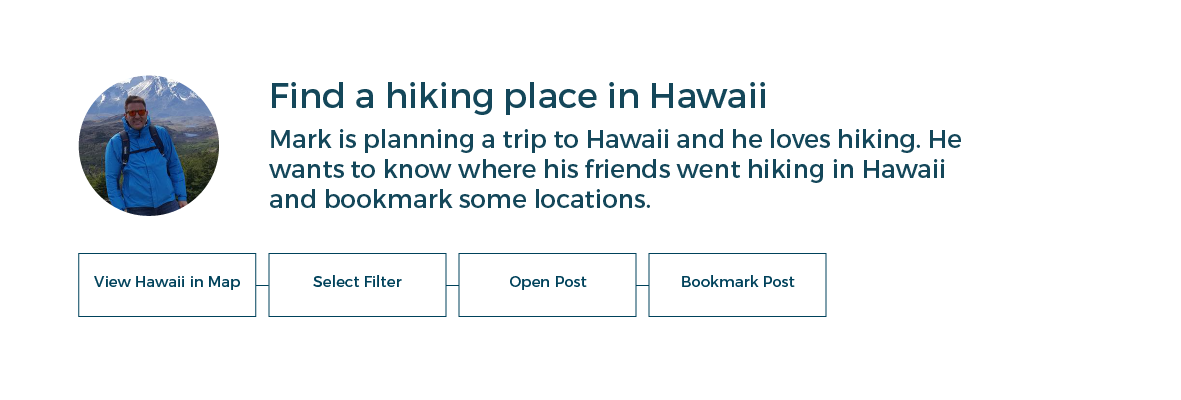 Find a hiking place in Hawaii
Mark is planning a trip to Hawaii and he loves hiking. He
wants to know where his friends went hiking in Hawaii
and bookmark some locations.
View Hawaii in Map
Select Filter
Open Post
Bookmark Post